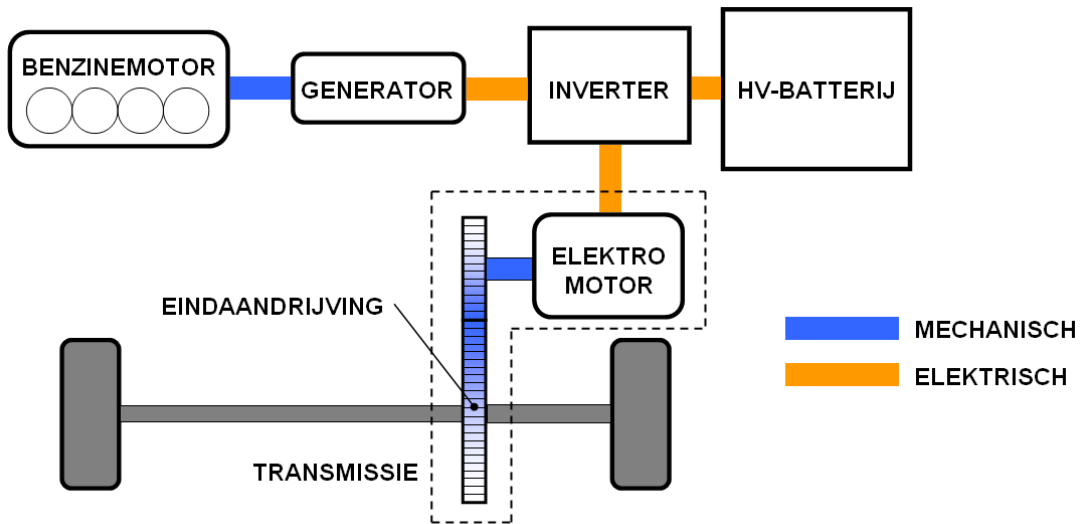 BENZINEMOTOR
GENERATOR
INVERTER
HV-BATTERIJ
ELEKTRO
MOTOR
EINDAANDRIJVING
MECHANISCH
ELEKTRISCH
TRANSMISSIE